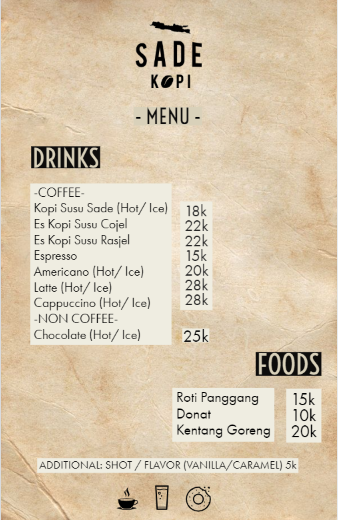 SADE
KOPI
- MENU -
DRINKS
-COFFEE-
Kopi Susu Sade (Hot/ Ice) 18k
Es Kopi Susu Cojel 22k
Es Kopi Susu Rasjel 22k
Espresso 15k
Americano (Hot/ Ice) 20k
Latte (Hot/ Ice) 28k
Cappuccino (Hot/ Ice) 28k
-NON COFFEE-
Chocolate (Hot/ Ice) 25k
FOODS
Roti Panggang 15k
Donat 10k
Kentang Goreng 20k
ADDITIONAL: SHOT / FLAVOR (VANILLA/CARAMEL) 5k